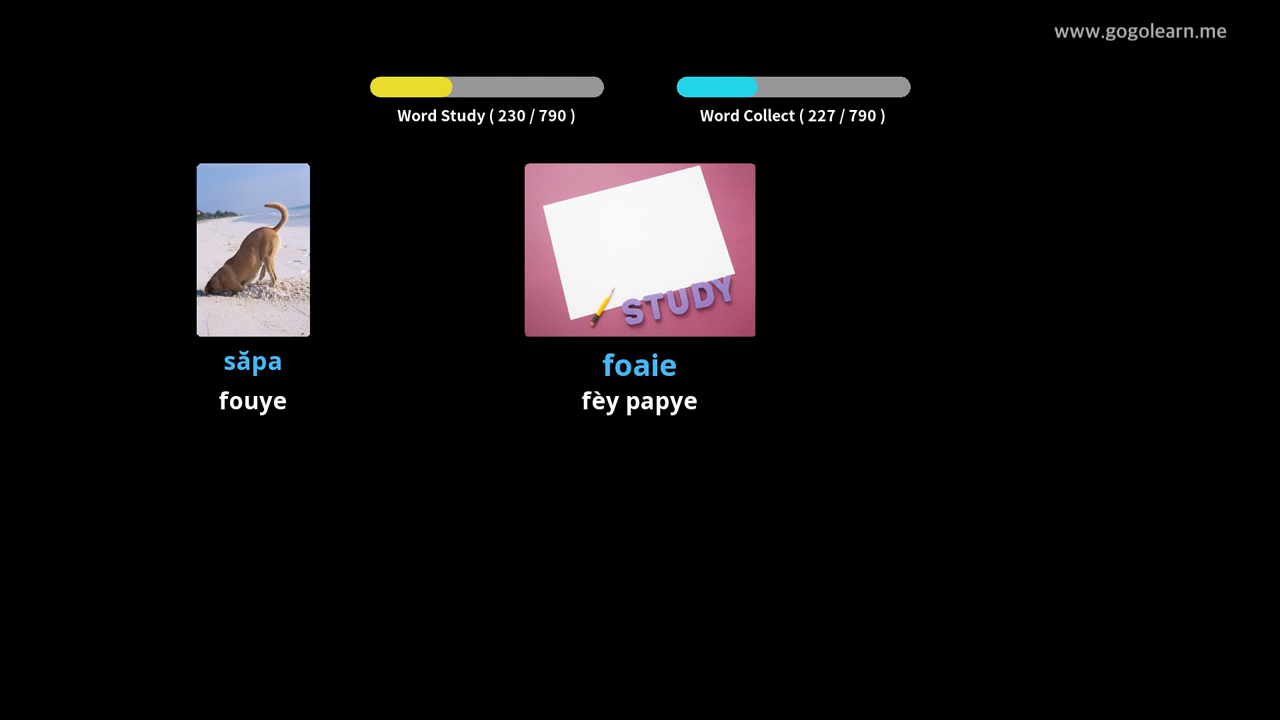 www.gogolearn.me
Word Study ( 230 / 790 )
Word Collect ( 227 / 790 )
STUDY
săpa
foaie
fouye
fèy papye